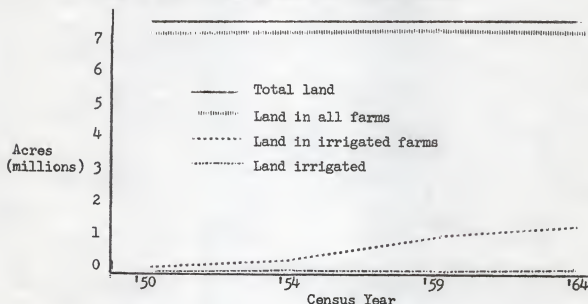 7
6
5
4
Acres
(millions) 3
2
1
0
Total land
Land in all farms
Land in irrigated farms
Land irrigated
'50 '54 '59 '64
Census Year